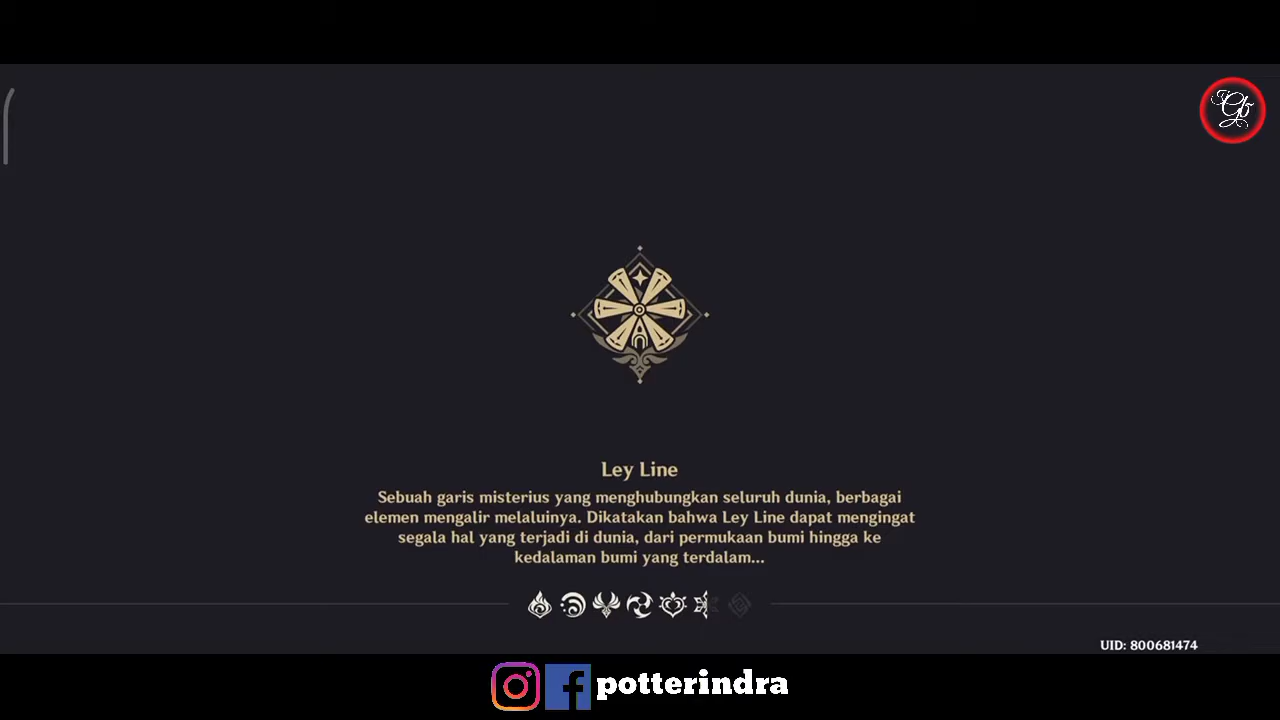 Gb
Ley Line
Sebuah garis misterius yang menghubungkan seluruh dunia, berbagai
elemen mengalir melaluinya. Dikatakan bahwa Ley Line dapat mengingat
segala hal yang terjadi di dunia, dari permukaan bumi hingga ke
kedalaman bumi yang terdalam...
UID: 800681474
potterindra